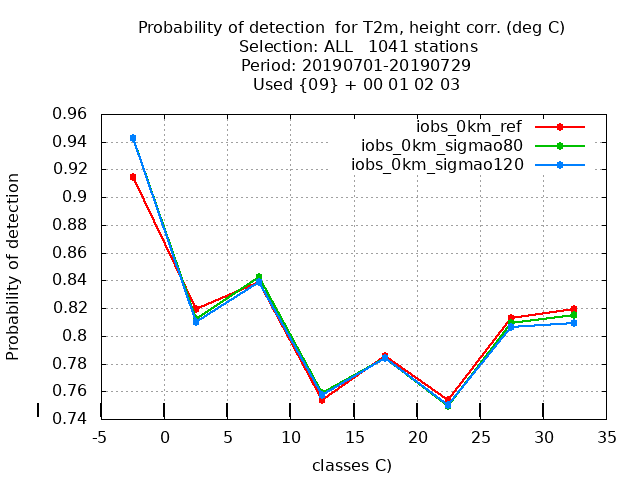 Probability of detection  for T2m, height corr. (deg C)
Selection: ALL   1041 stations
Period: 20190701-20190729
Used {09} + 00 01 02 03
iobs_0km_ref
iobs_0km_sigmao80
iobs_0km_sigmao120
Probability of detection
0.96
0.94
0.92
0.9
0.88
0.86
0.84
0.82
0.8
0.78
0.76
0.74
-5 0 5 10 15 20 25 30 35
classes C)